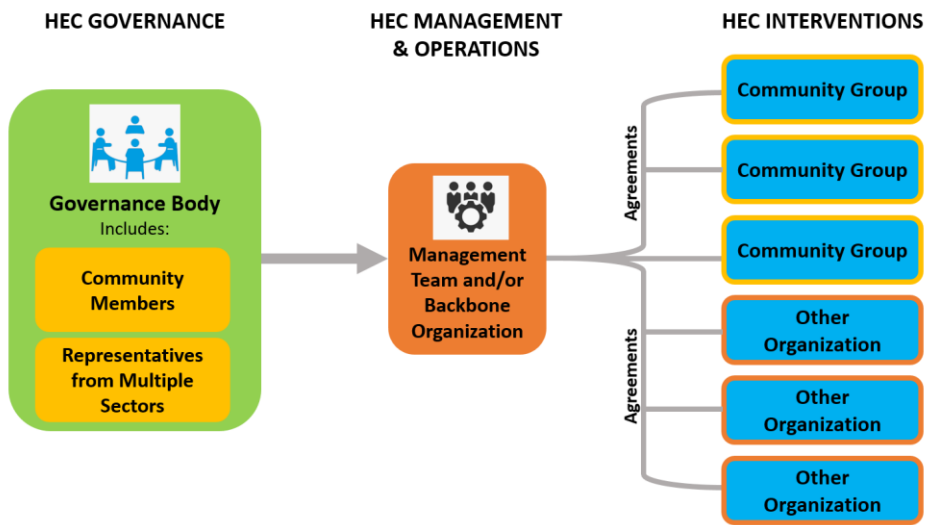 HEC GOVERNANCE
HEC MANAGEMENT
& OPERATIONS
HEC INTERVENTIONS
Governance Body
Includes:
Community
Members
Representatives
from Multiple
Sectors
Management
Team and/or
Backbone
Organization
Agreements
Agreements
Community Group
Community Group
Community Group
Other
Organization
Other
Organization
Other
Organization